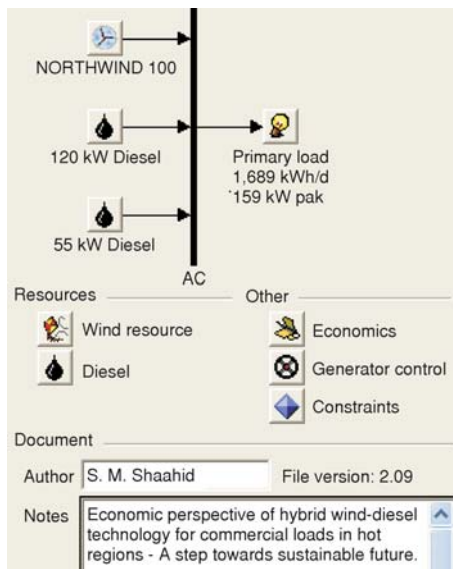 NORTHWIND 100
120 kW Diesel
Primary load
1,689 kWh/d
159 kW pak
55 kW Diesel
AC
Resources
Other
Wind resource
Economics
Diesel
Generator control
Constraints
Document
Author S. M. Shaahid File version: 2.09
Notes Economic perspective of hybrid wind-diesel
technology for commercial loads in hot
regions - A step towards sustainable future.